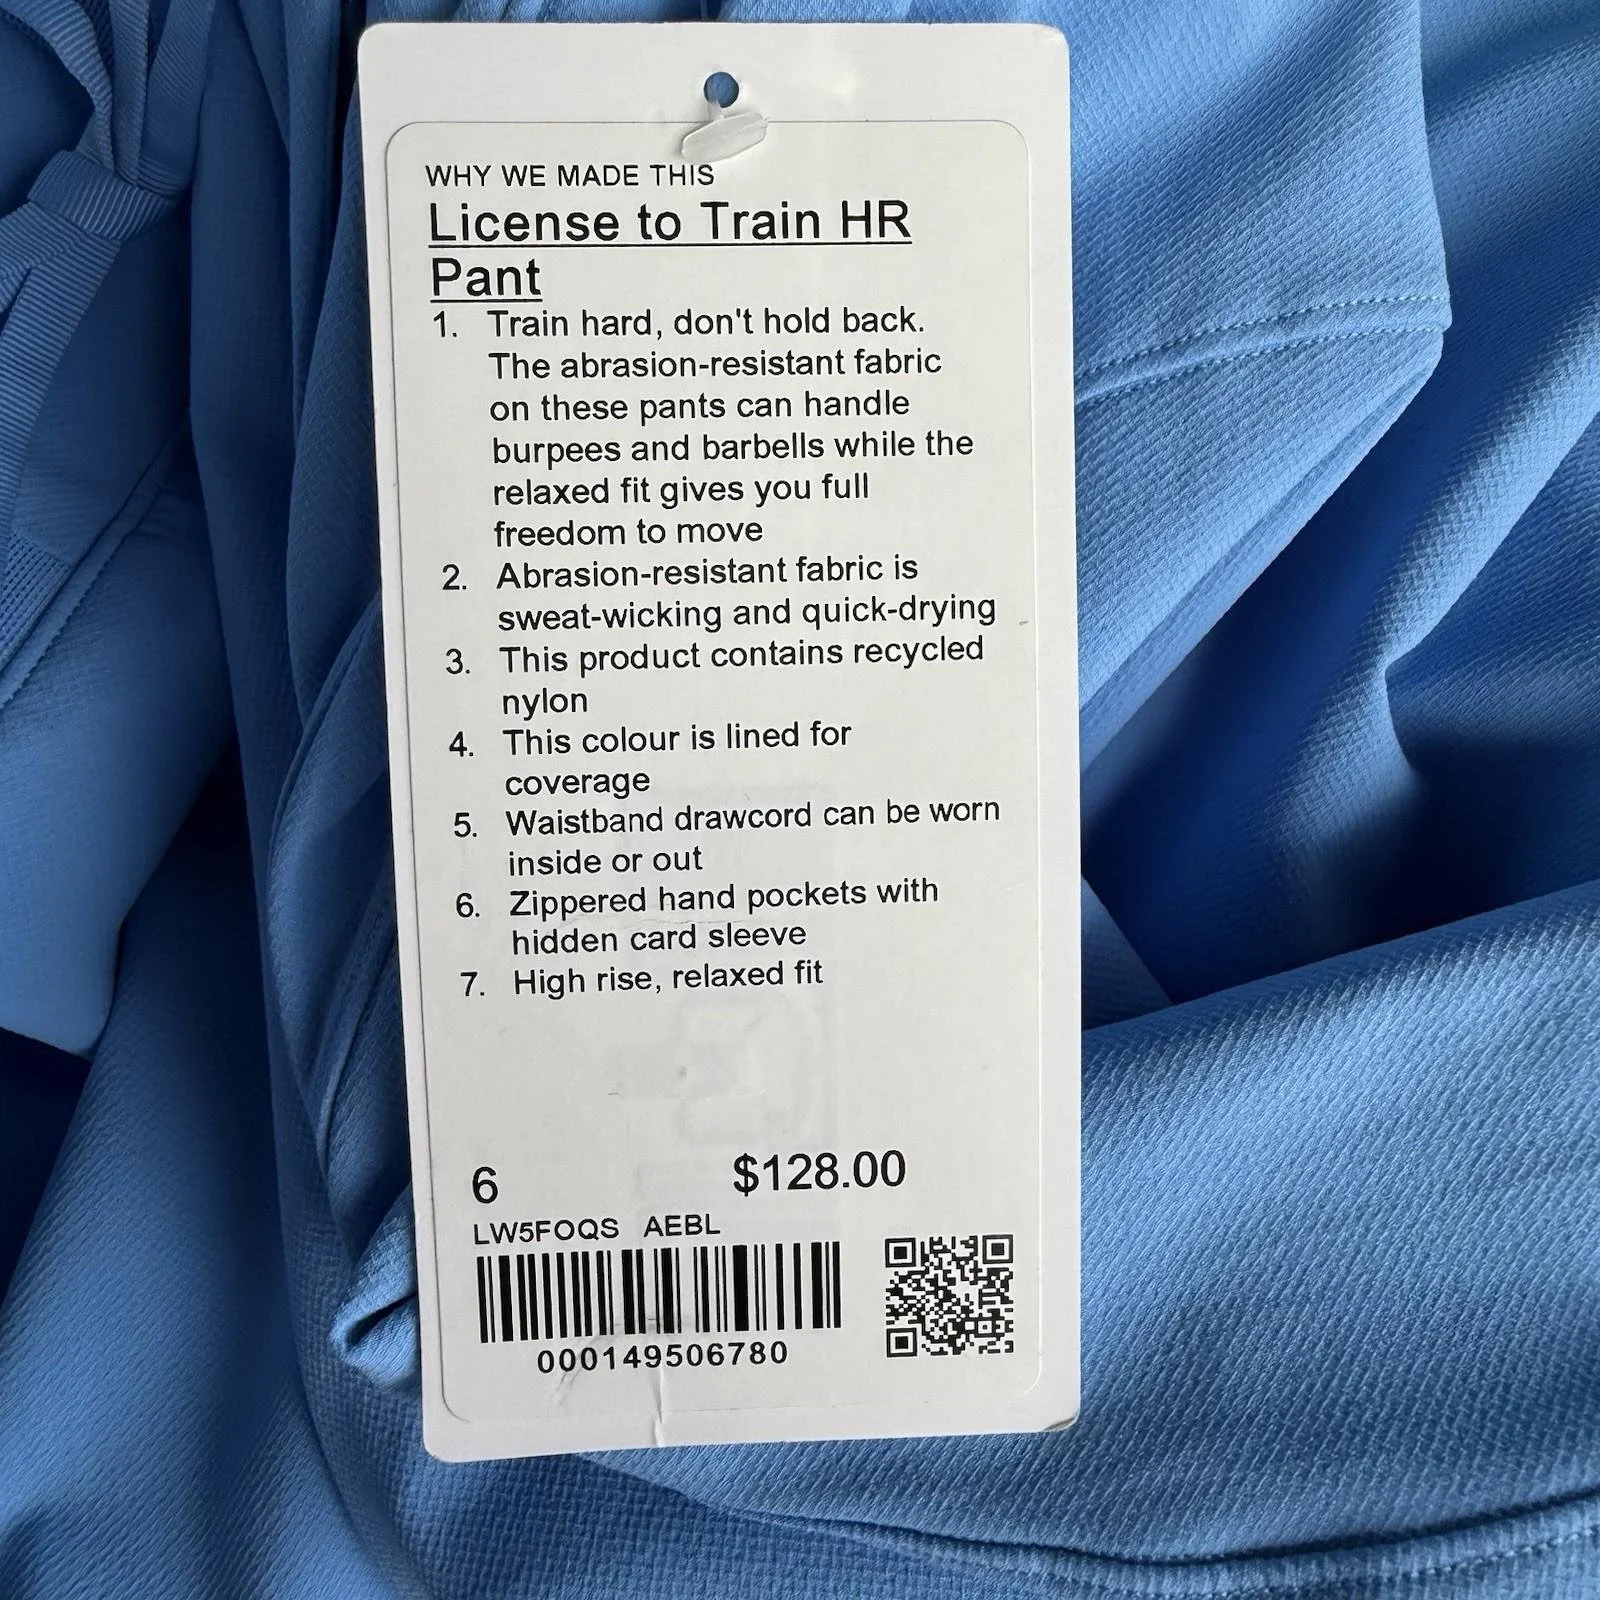 WHY WE MADE THIS
License to Train HR
Pant
1. Train hard, don't hold back.
The abrasion-resistant fabric
on these pants can handle
burpees and barbells while the
relaxed fit gives you full
freedom to move
2. Abrasion-resistant fabric is
sweat-wicking and quick-drying
3. This product contains recycled
nylon
4. This colour is lined for
coverage
5. Waistband drawcord can be worn
inside or out
6. Zippered hand pockets with
hidden card sleeve
7. High rise, relaxed fit
6 $128.00
LW5FOQS AEBL
000149506780